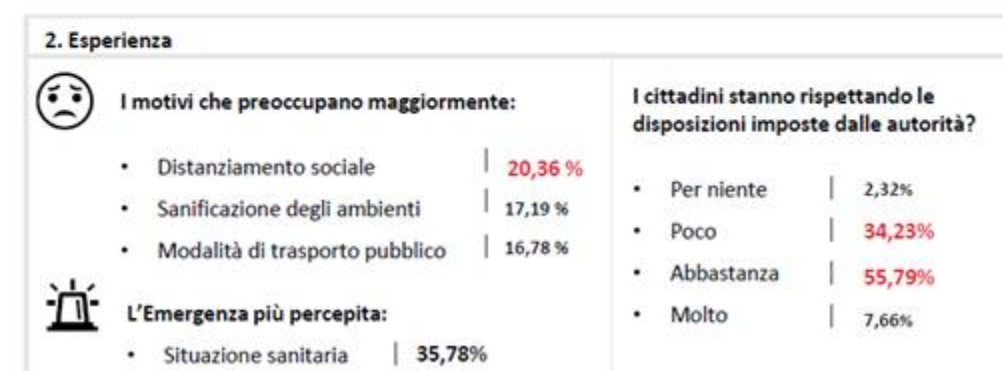 2. Esperienza
I motivi che preoccupano maggiormente:
• Distanziamento sociale | 20,36 %
• Sanificazione degli ambienti | 17,19 %
• Modalità di trasporto pubblico | 16,78 %
L'Emergenza più percepita:
• Situazione sanitaria | 35,78%
I cittadini stanno rispettando le
disposizioni imposte dalle autorità?
• Per niente | 2,32%
• Poco | 34,23%
• Abbastanza | 55,79%
• Molto | 7,66%